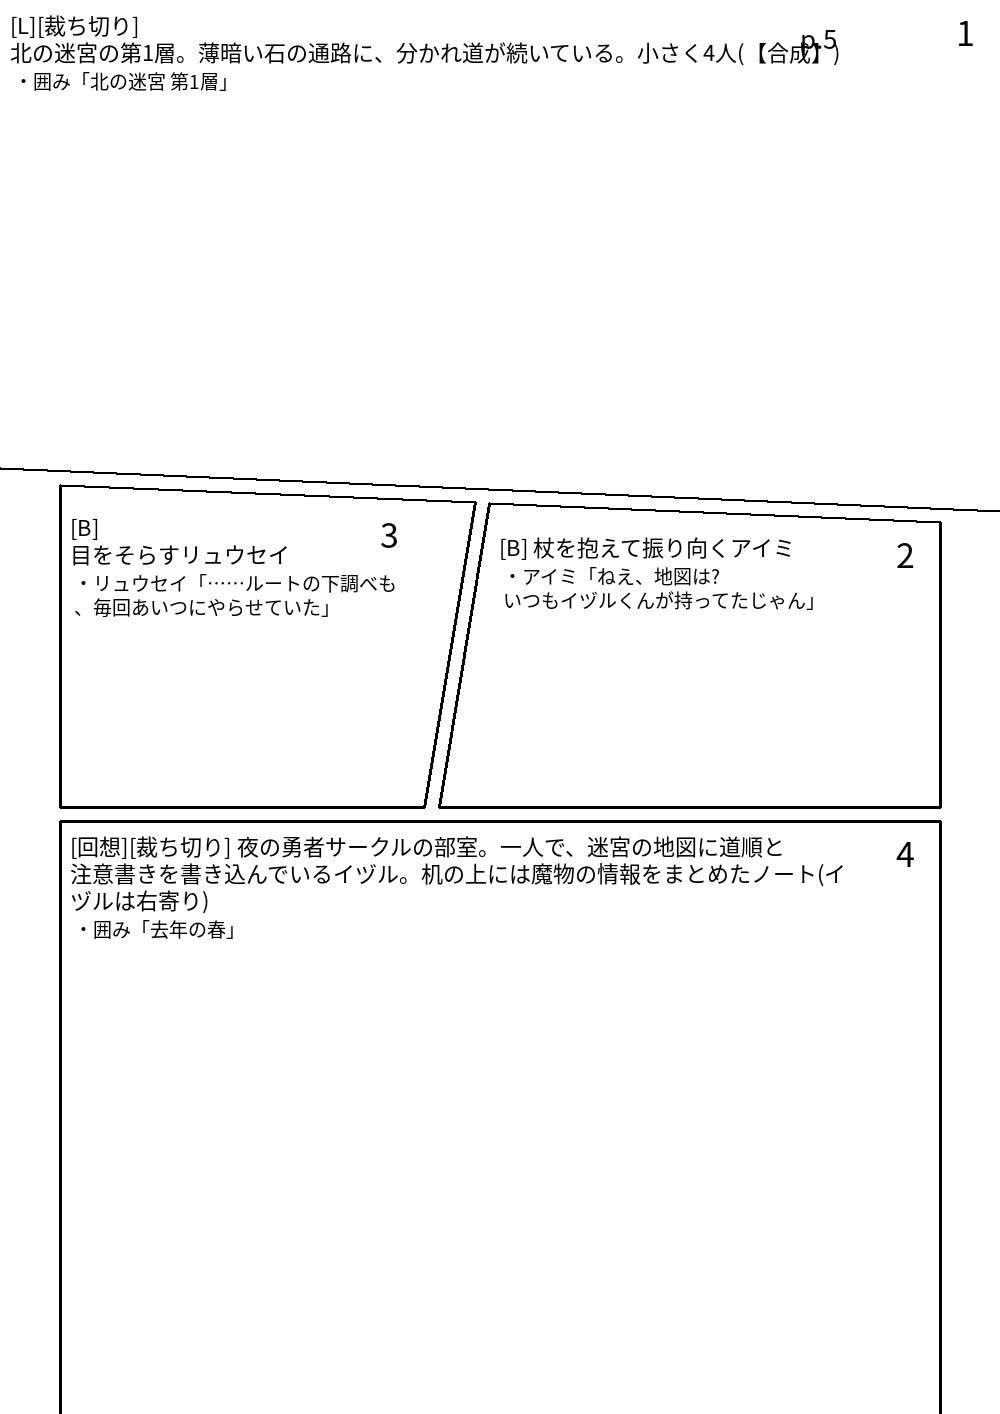 p.5
1
[L][裁ち切り]
北の迷宮の第1層。薄暗い石の通路に、分かれ道が続いている。小さく4人(【合成】)
・囲み「北の迷宮 第1層」
2
[B] 杖を抱えて振り向くアイミ
・アイミ「ねえ、地図は?
いつもイヅルくんが持ってたじゃん」
3
[B]
目をそらすリュウセイ
・リュウセイ「……ルートの下調べも
、毎回あいつにやらせていた」
4
[回想][裁ち切り] 夜の勇者サークルの部室。一人で、迷宮の地図に道順と
注意書きを書き込んでいるイヅル。机の上には魔物の情報をまとめたノート(イ
ヅルは右寄り)
・囲み「去年の春」